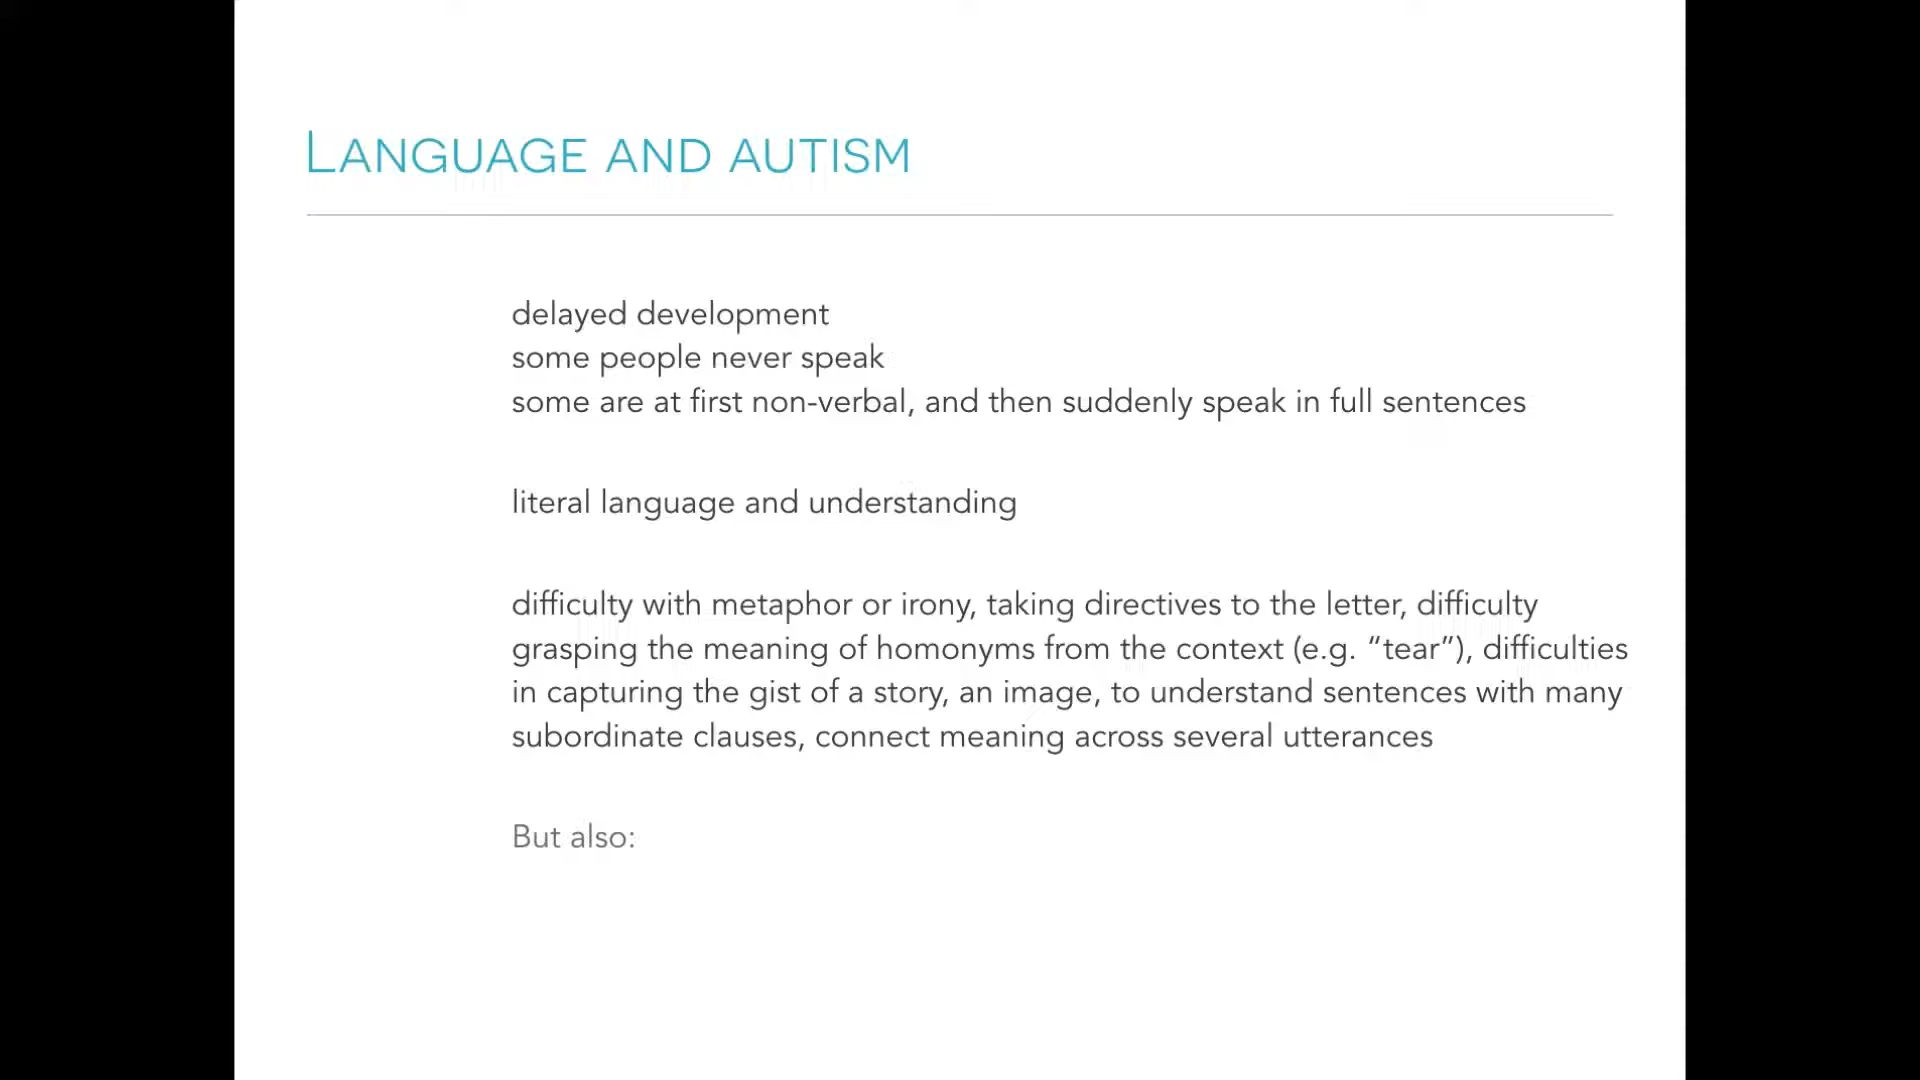 Language and autism
delayed development
some people never speak
some are at first non-verbal, and then suddenly speak in full sentences
literal language and understanding
difficulty with metaphor or irony, taking directives to the letter, difficulty
grasping the meaning of homonyms from the context (e.g. “tear”), difficulties
in capturing the gist of a story, an image, to understand sentences with many
subordinate clauses, connect meaning across several utterances
But also: